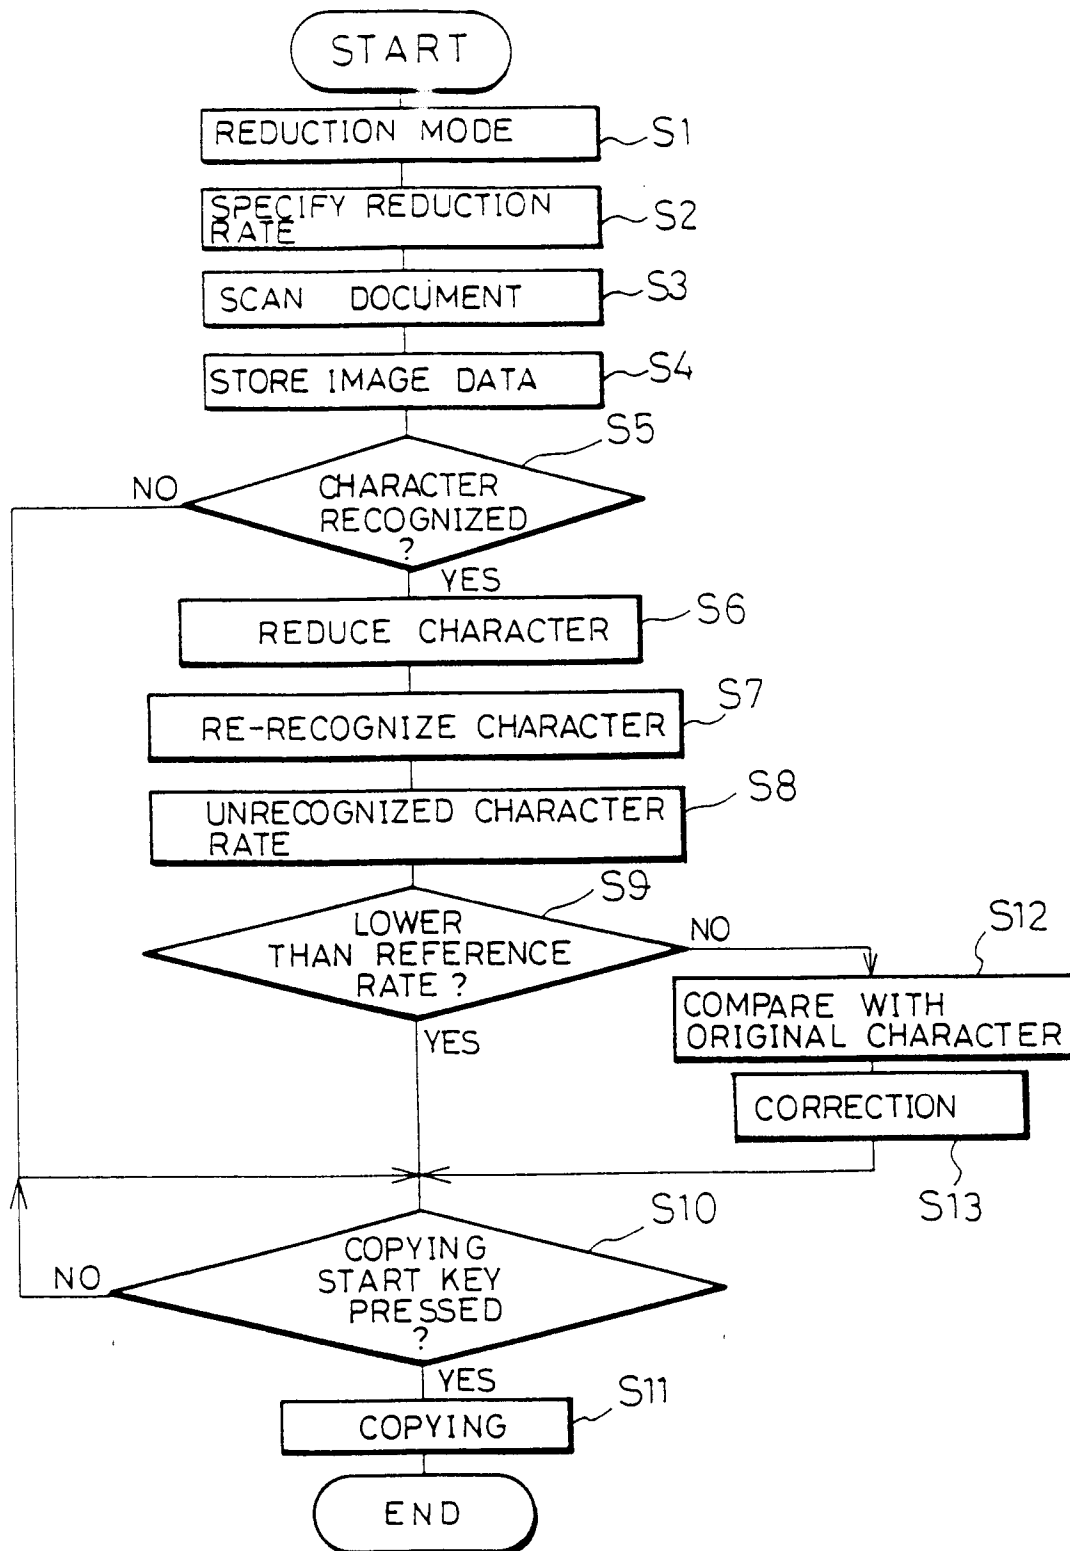 START
REDUCTION MODE
S1
SPECIFY REDUCTION
RATE
S2
SCAN DOCUMENT
S3
STORE IMAGE DATA
S4
S5
NO
CHARACTER
RECOGNIZED
?
YES
REDUCE CHARACTER
S6
RE-RECOGNIZE CHARACTER
S7
UNRECOGNIZED CHARACTER
RATE
S8
S9
LOWER
THAN REFERENCE
RATE ?
NO
YES
S12
COMPARE WITH
ORIGINAL CHARACTER
CORRECTION
S13
S10
COPYING
START KEY
PRESSED
?
NO
YES
COPYING
S11
END